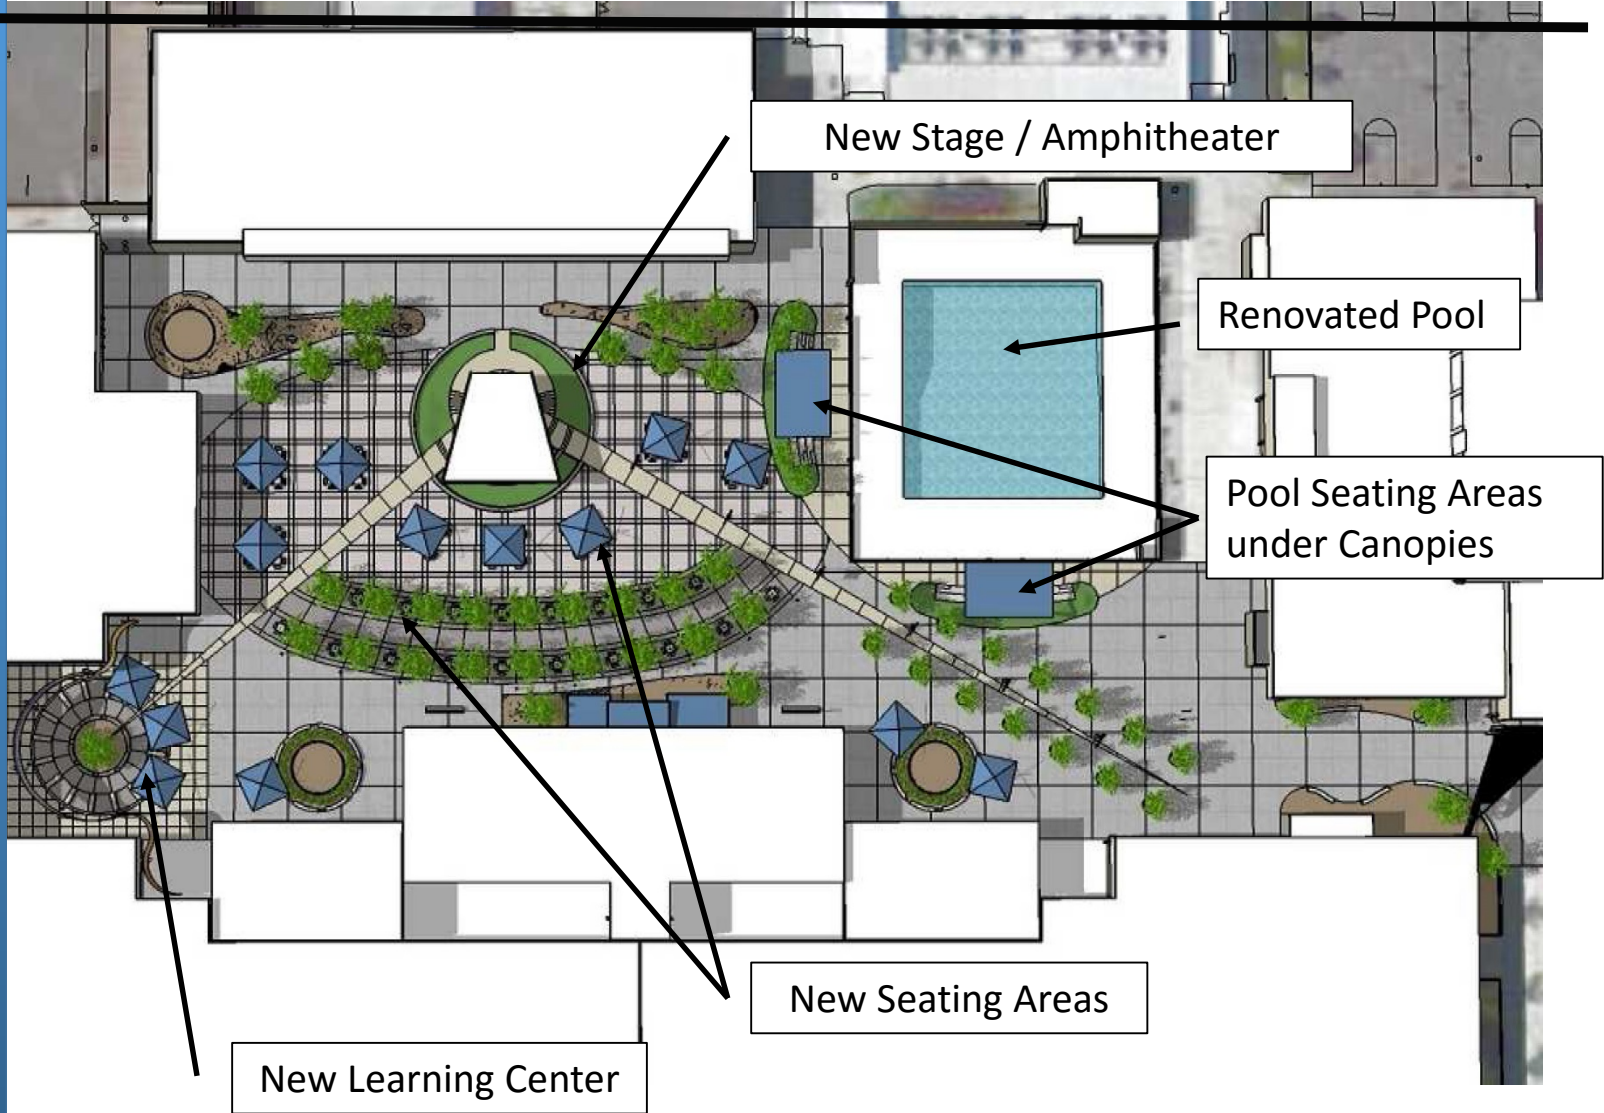 New Stage / Amphitheater
Renovated Pool
Pool Seating Areas
under Canopies
New Seating Areas
New Learning Center